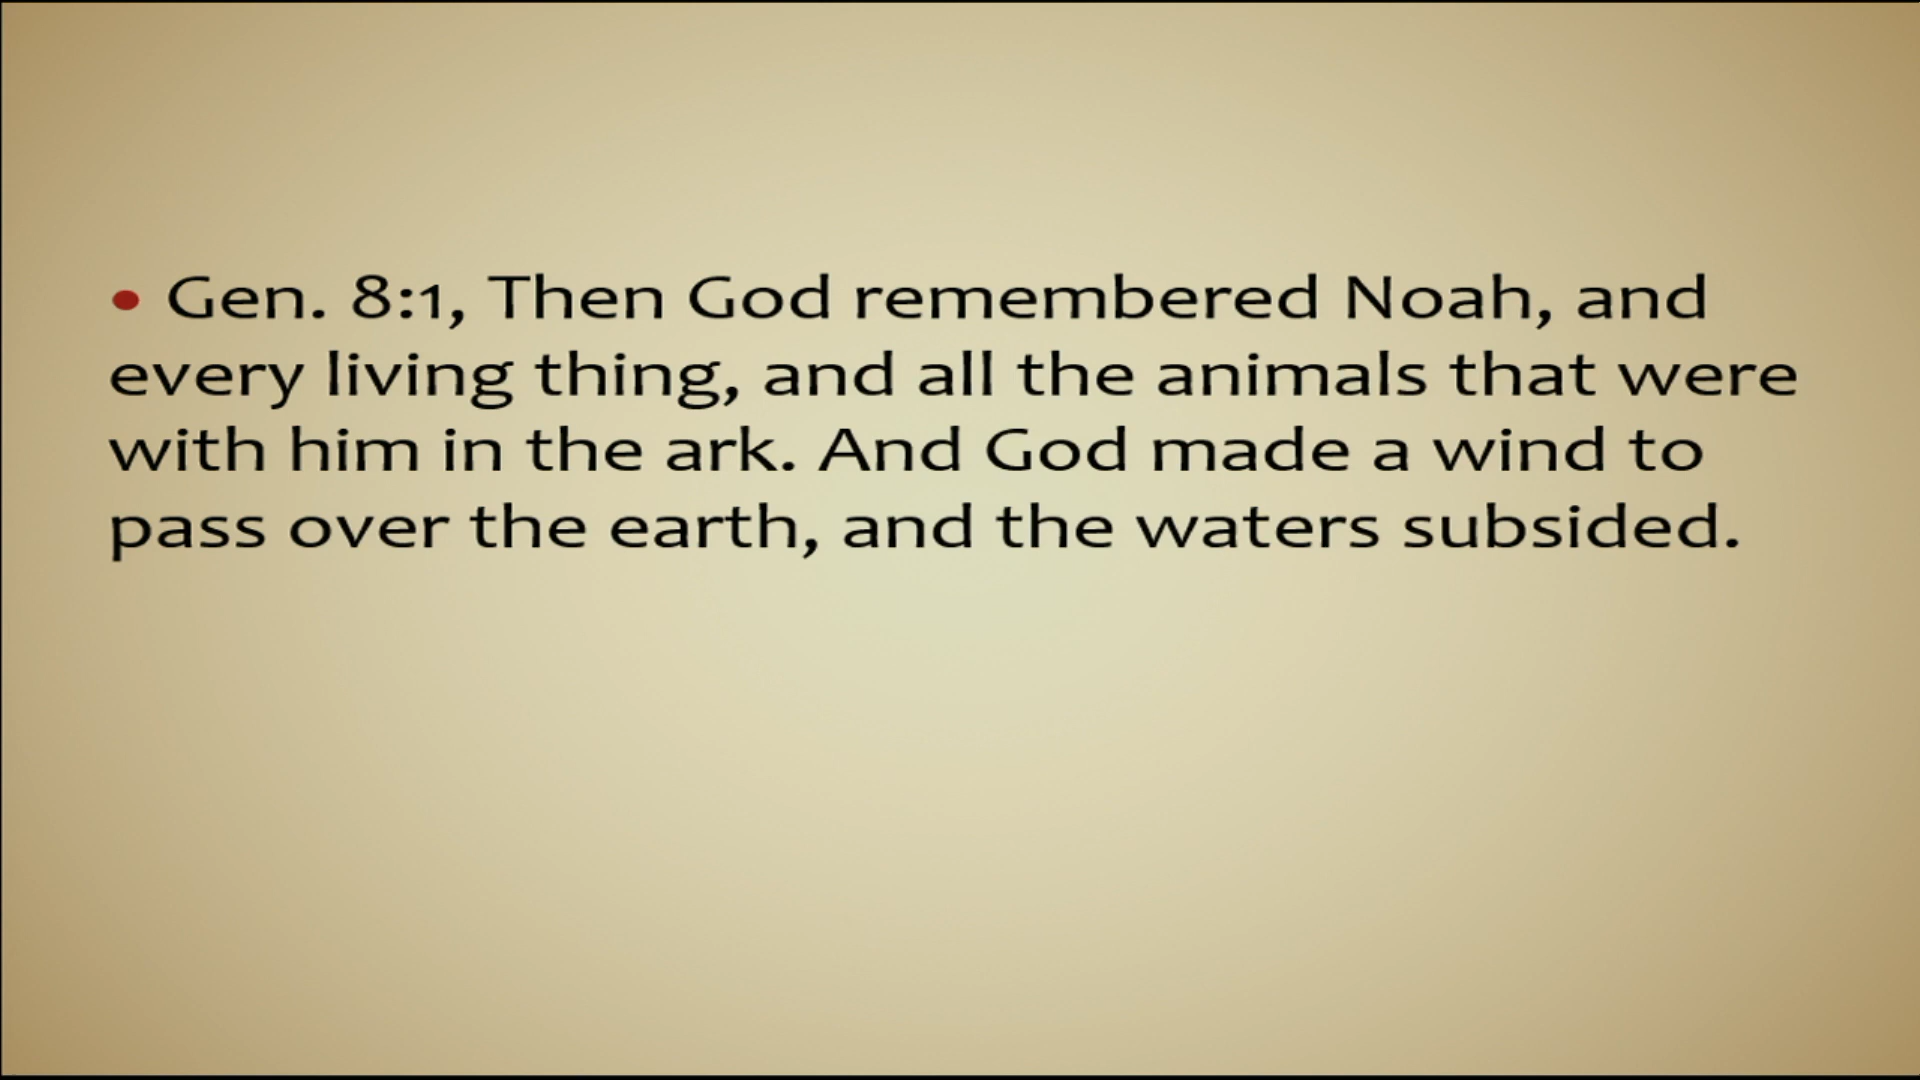 • Gen. 8:1, Then God remembered Noah, and
every living thing, and all the animals that were
with him in the ark. And God made a wind to
pass over the earth, and the waters subsided.